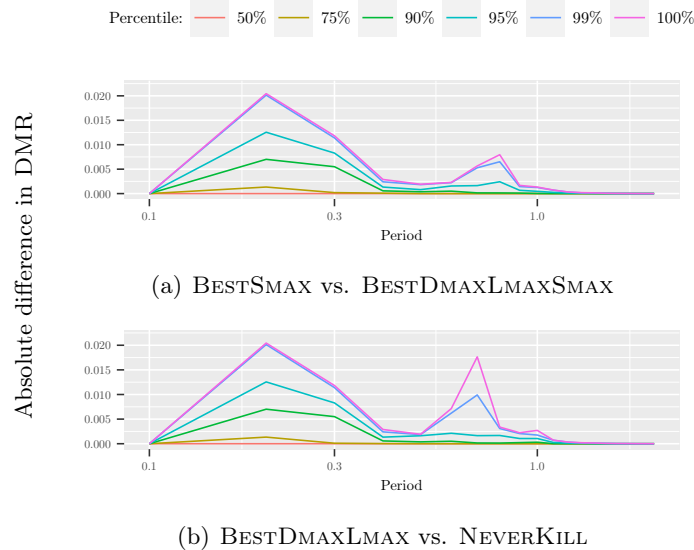 Percentile: 50% 75% 90% 95% 99% 100%
Absolute difference in DMR
0.020
0.015
0.010
0.005
0.000
0.1 0.3 1.0
Period
(a) BESTSMAX vs. BESTDMAXLMAXSMAX
0.020
0.015
0.010
0.005
0.000
0.1 0.3 1.0
Period
(b) BESTDMAXLMAX vs. NEVERKILL